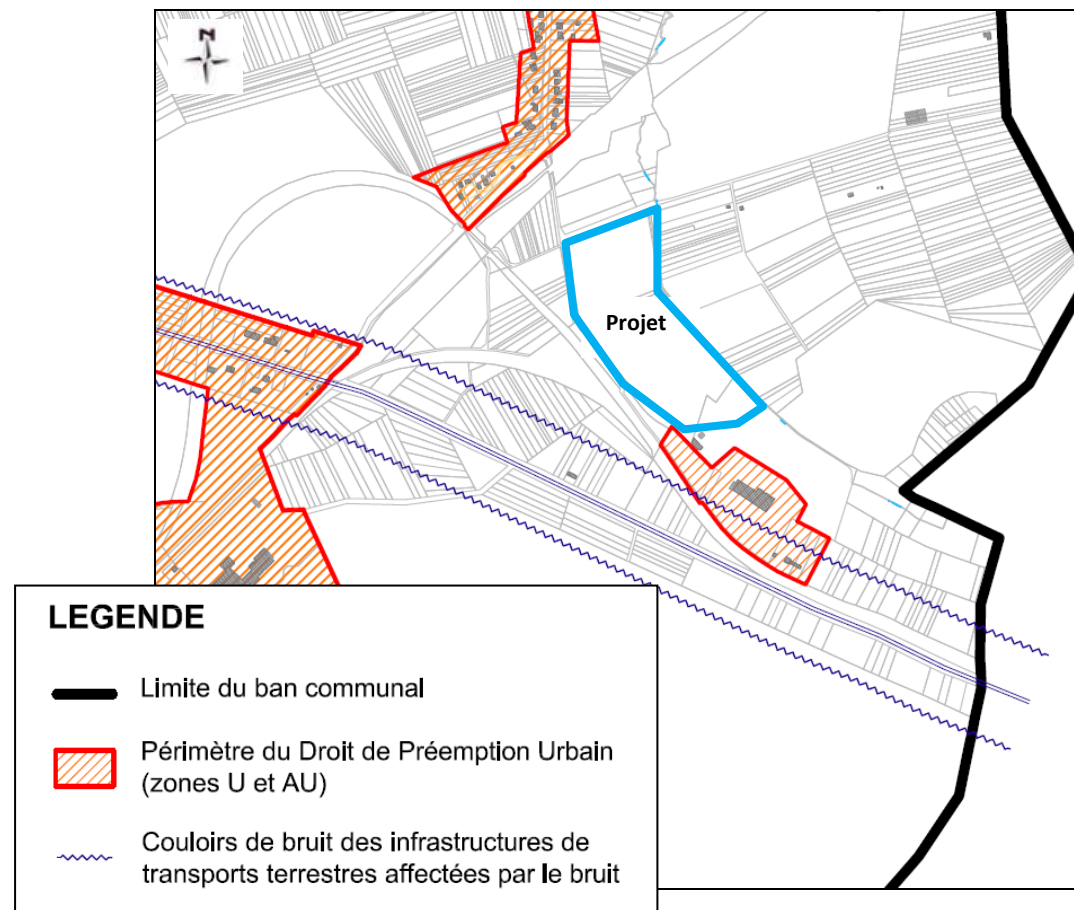 N
Projet
LEGENDE
Limite du ban communal
Périmètre du Droit de Préemption Urbain
(zones U et AU)
Couloirs de bruit des infrastructures de
transports terrestres affectées par le bruit